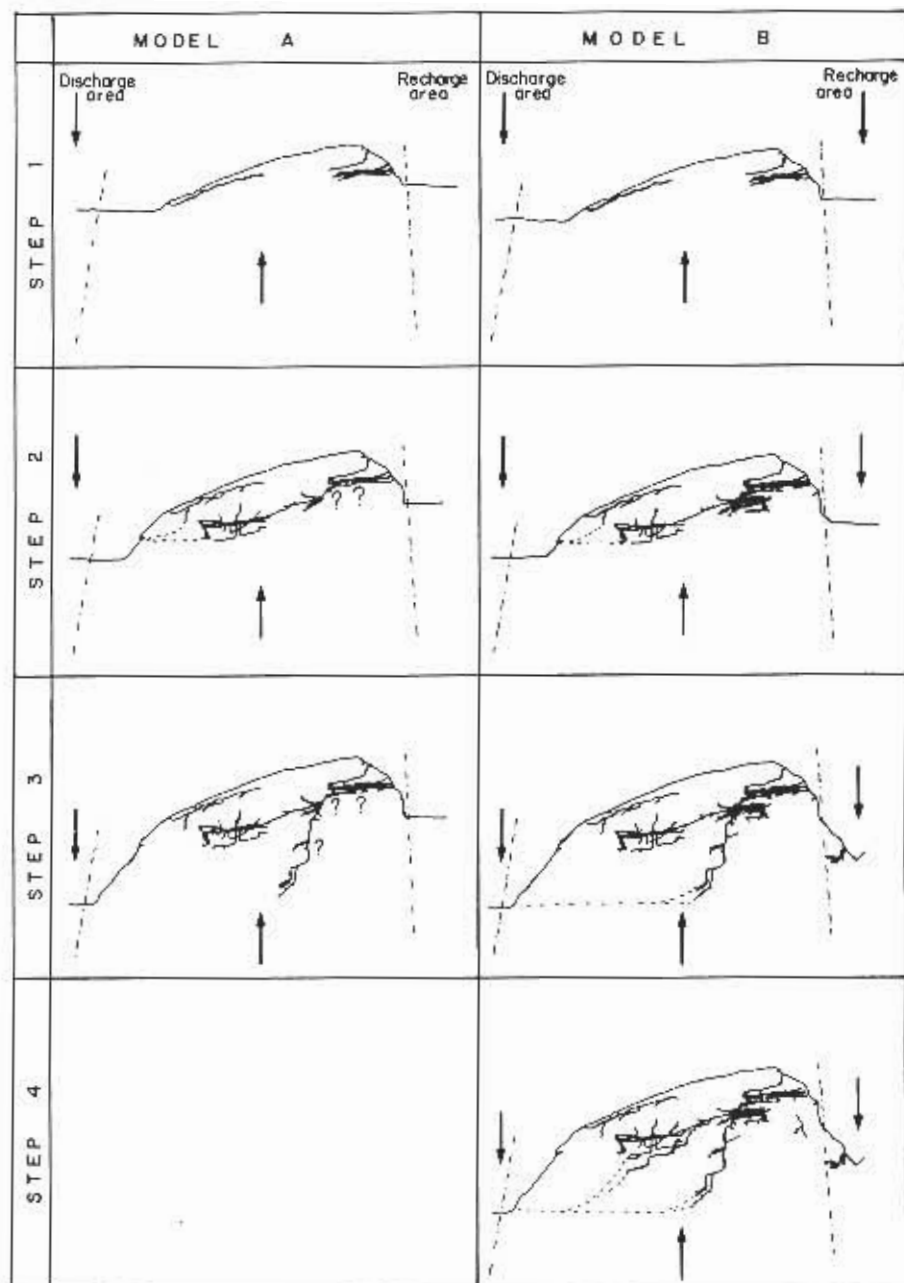 MODEL A
MODEL B
STEP 1
Discharge
area
Recharge
area
Discharge
area
Recharge
area
STEP 2
? ?
STEP 3
? ?
?
STEP 4